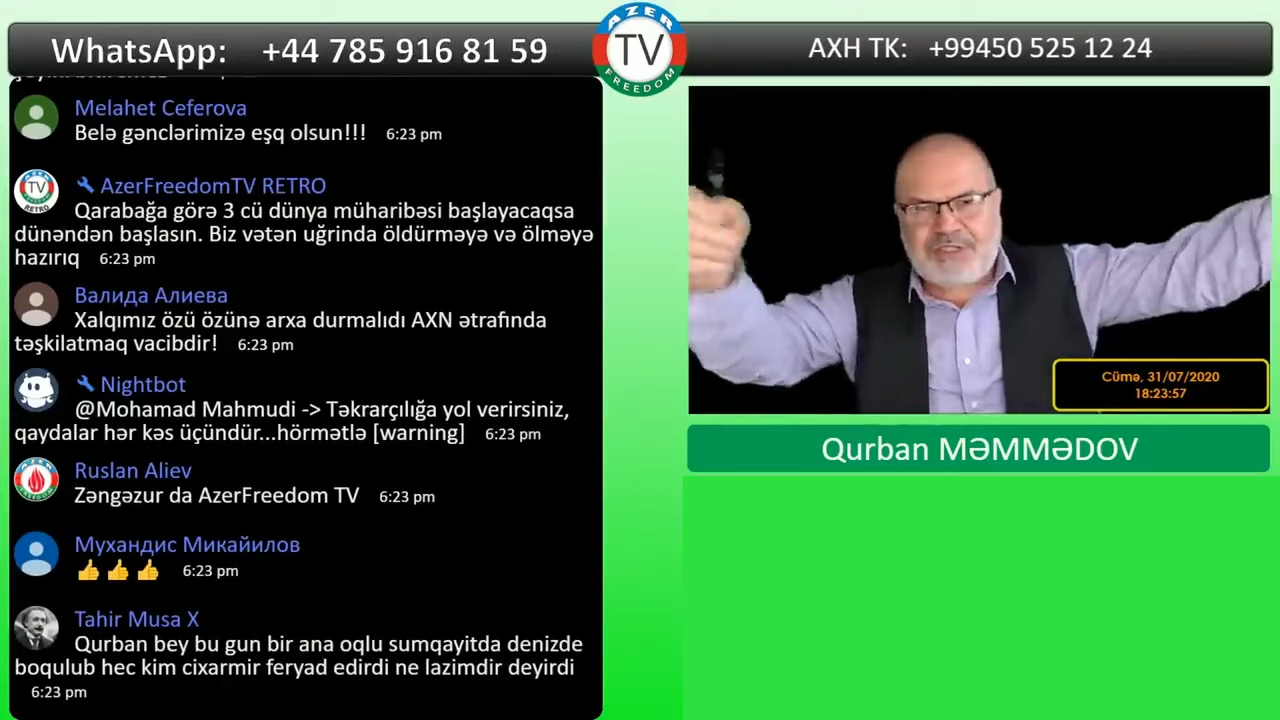 WhatsApp: +44 785 916 81 59
AZER
TV
FREEDOM
AXH TK: +99450 525 12 24
Melahet Ceferova
Belə gənclərimizə eşq olsun!!! 6:23 pm
AzerFreedomTV RETRO
Qarabağa görə 3 cü dünya müharibəsi başlayacaqsa
dünəndən başlasın. Biz vətən uğrinda öldürməyə və ölməyə
hazırıq 6:23 pm
TV
RETRO
Валида Алиева
Xalqımız özü özünə arxa durmalıdı AXN ətrafında
təşkilatmaq vacibdir! 6:23 pm
Nightbot
@Mohamad Mahmudi -> Təkrarçılığa yol verirsiniz,
qaydalar hər kəs üçündür...hörmətlə [warning] 6:23 pm
Ruslan Aliev
Zəngəzur da AzerFreedom TV 6:23 pm
Мухандис Микайилов
👍 👍 👍 6:23 pm
Tahir Musa X
Qurban bey bu gun bir ana oqlu sumqayitda denizde
boqulub hec kim cixarmir feryad edirdi ne lazimdir deyirdi
6:23 pm
Cümə, 31/07/2020
18:23:57
Qurban MƏMMƏDOV